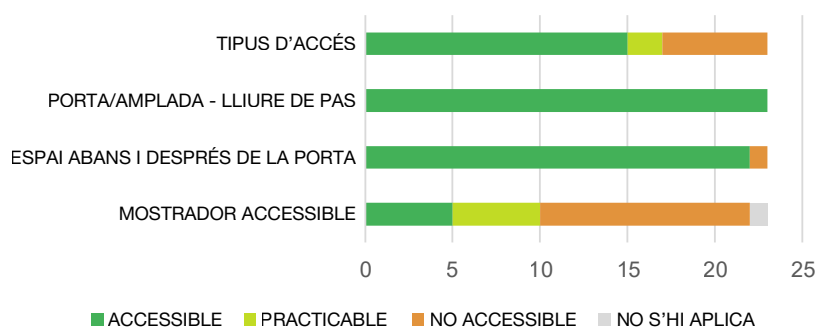 TIPUS D'ACCÉS
PORTA/AMPLADA - LLIURE DE PAS
ESPAI ABANS I DESPRÉS DE LA PORTA
MOSTRADOR ACCESSIBLE
0 5 10 15 20 25
ACCESSIBLE PRACTICABLE NO ACCESSIBLE NO S'HI APLICA